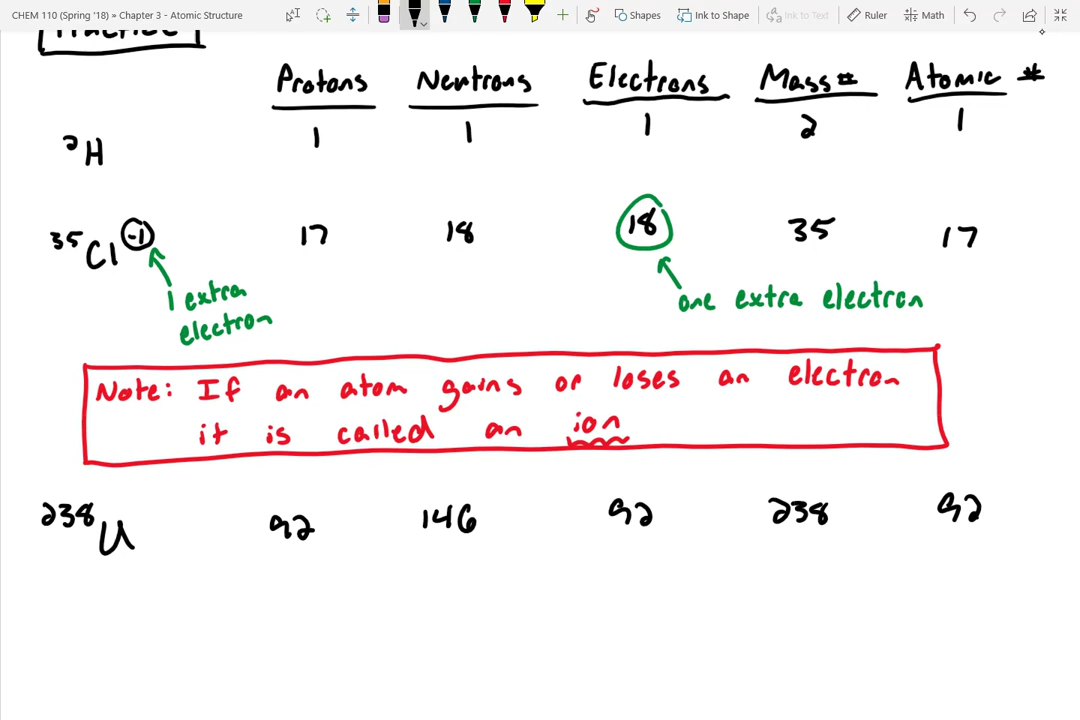 CHEM 110 (Spring '18) » Chapter 3 - Atomic Structure
Shapes Ink to Shape Ink to Text Ruler Math
Practice
Protons Neutrons Electrons Mass # Atomic #
²H 1 1 1 2 1
³⁵Cl⁻¹ 17 18 18 35 17
1 extra
electron
one extra electron
Note: If an atom gains or loses an electron
it is called an ion
²³⁸U 92 146 92 238 92